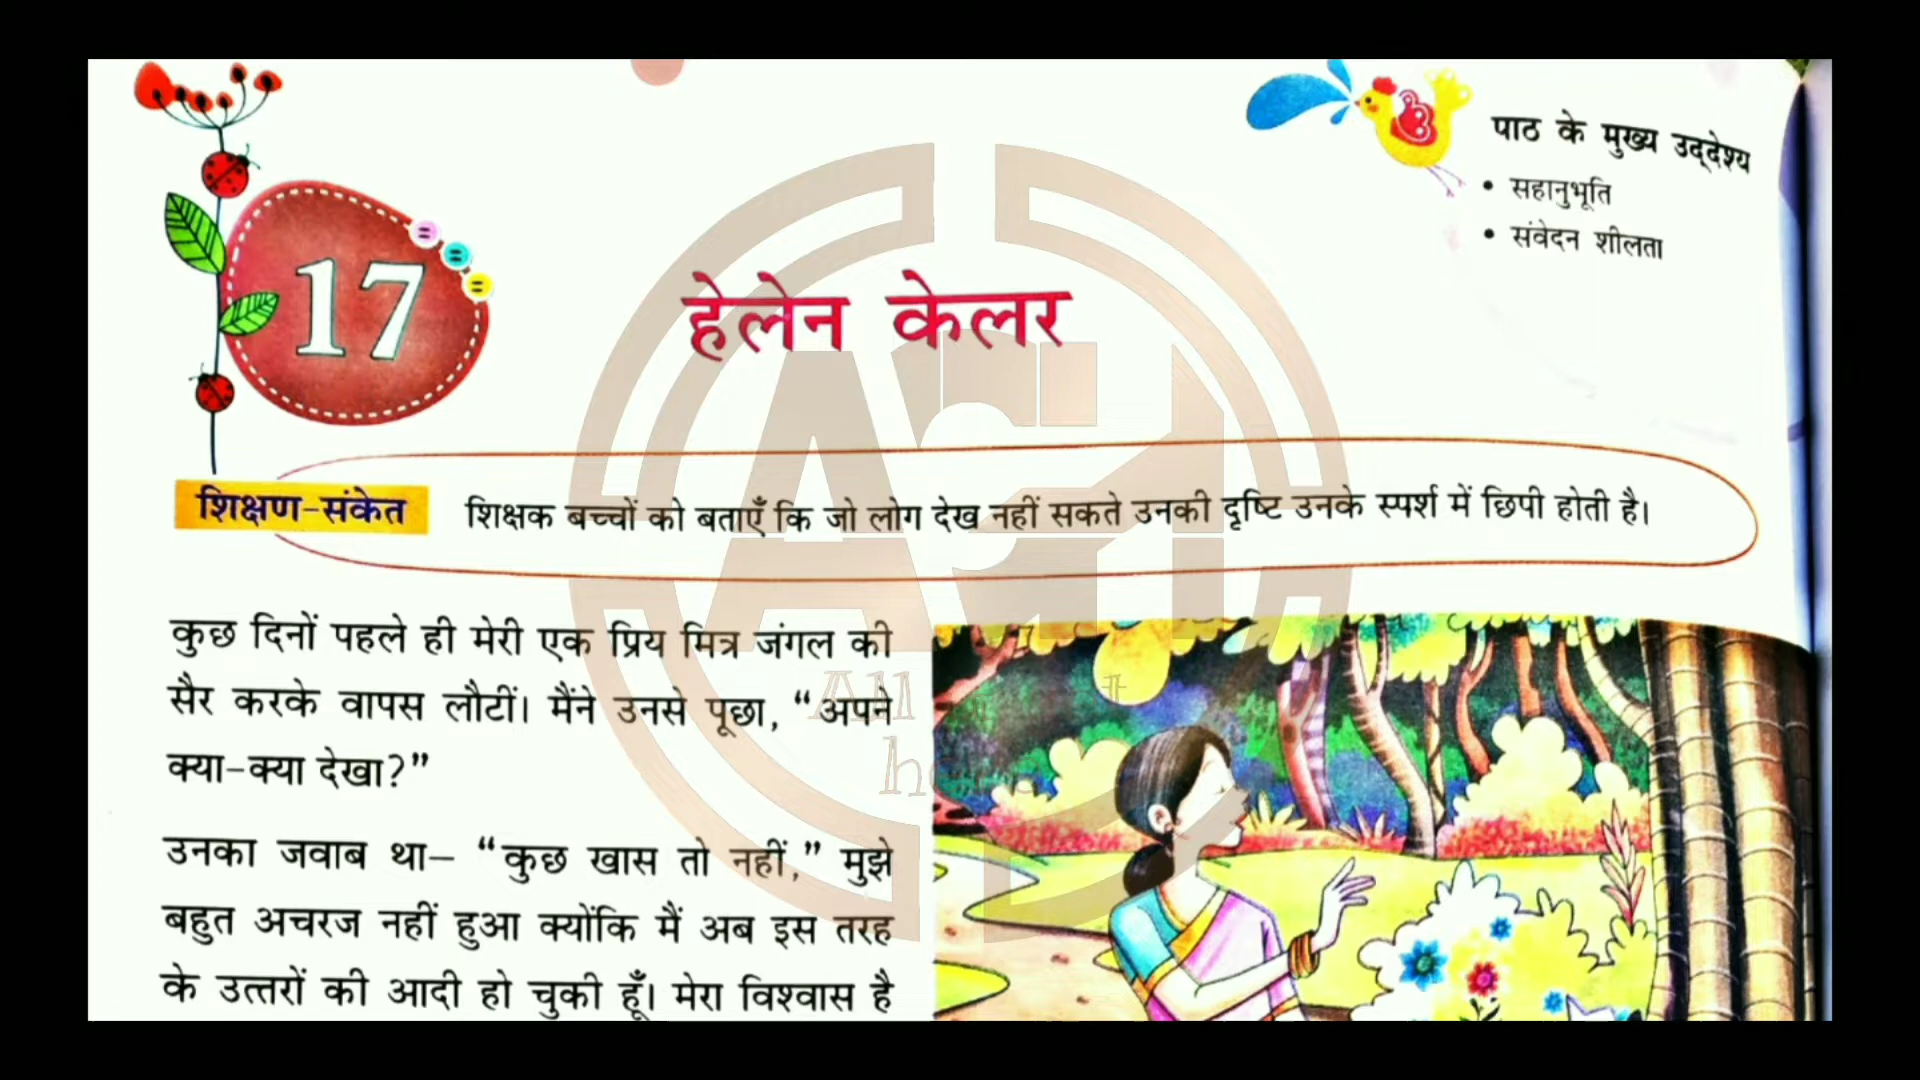 17
हेलेन केलर
पाठ के मुख्य उद्देश्य
• सहानुभूति
• संवेदन शीलता
शिक्षण-संकेत
शिक्षक बच्चों को बताएँ कि जो लोग देख नहीं सकते उनकी दृष्टि उनके स्पर्श में छिपी होती है।
कुछ दिनों पहले ही मेरी एक प्रिय मित्र जंगल की
सैर करके वापस लौटीं। मैंने उनसे पूछा, “अपने
क्या-क्या देखा?”
उनका जवाब था– “कुछ खास तो नहीं,” मुझे
बहुत अचरज नहीं हुआ क्योंकि मैं अब इस तरह
के उत्तरों की आदी हो चुकी हूँ। मेरा विश्वास है
All